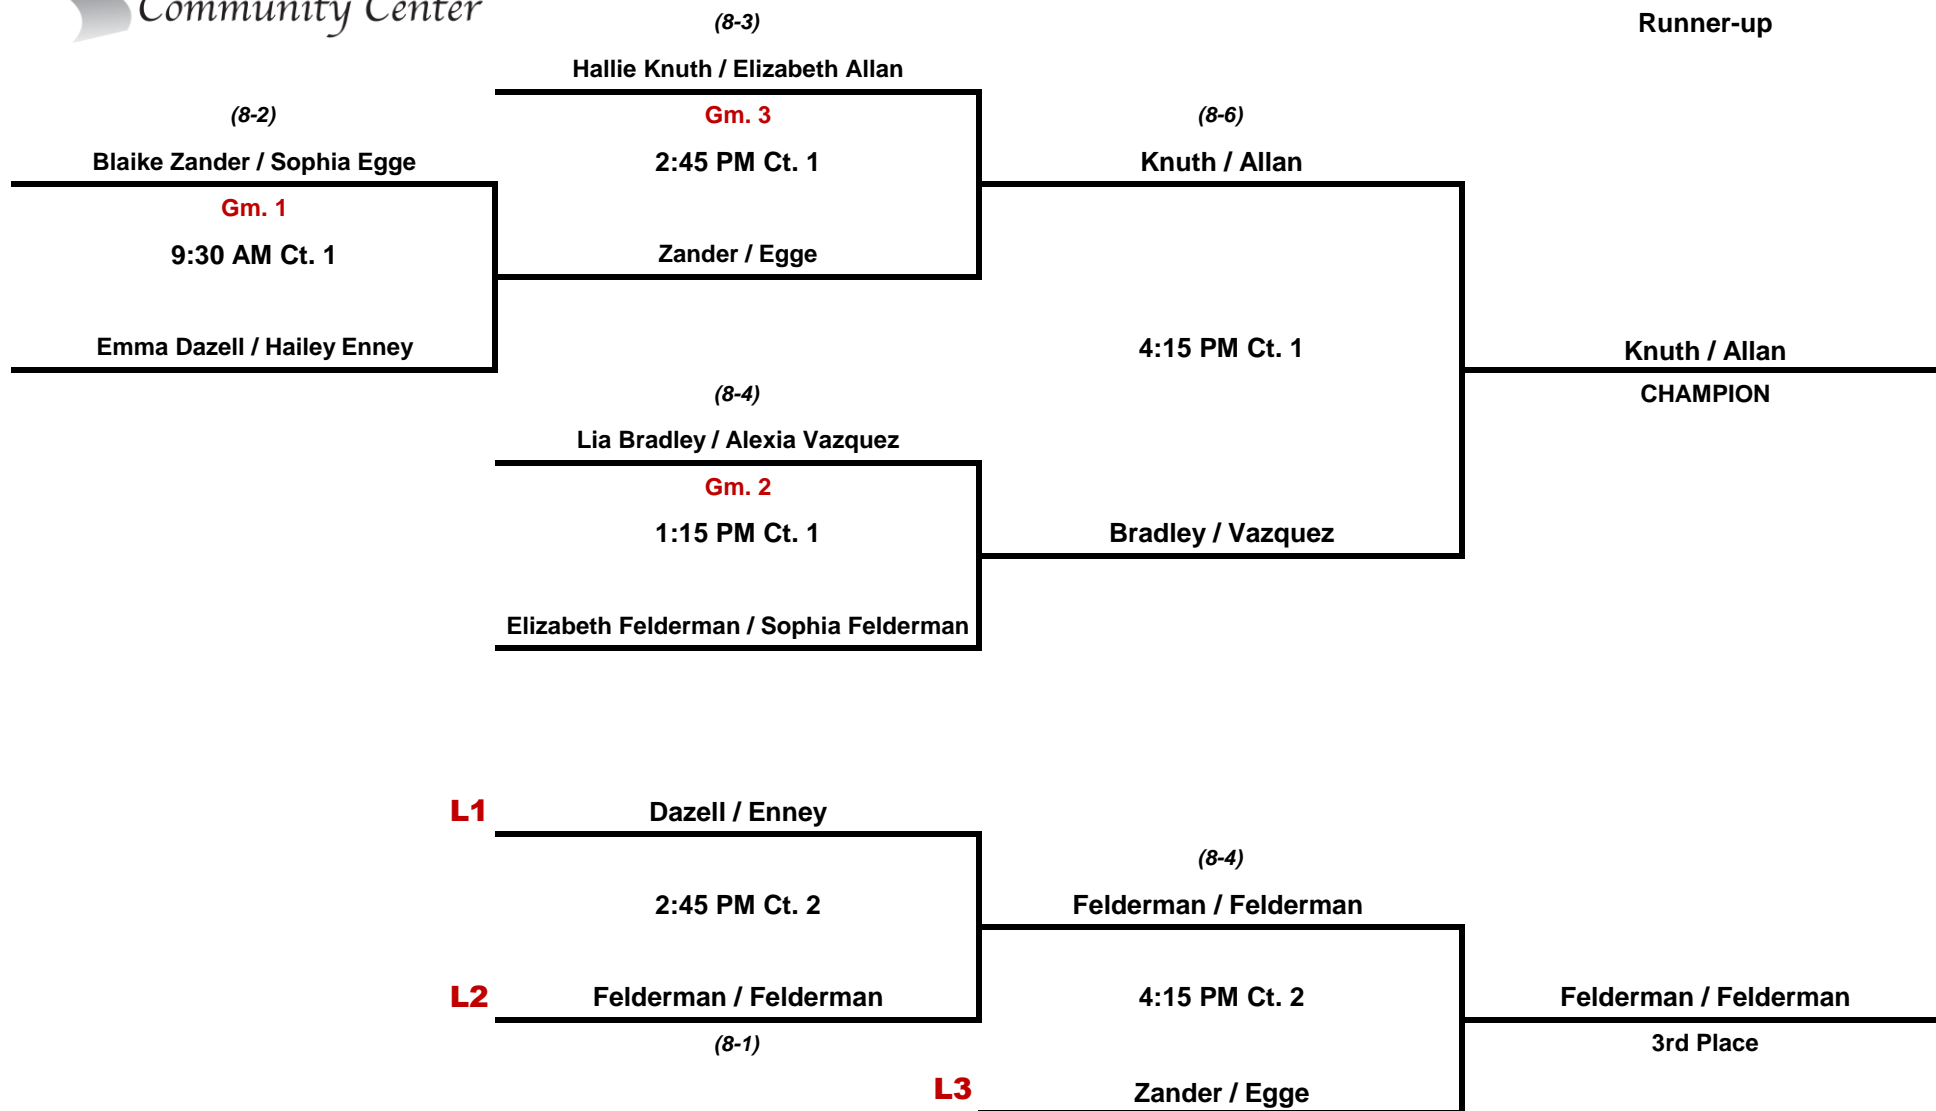 Community Center
(8-3)
Runner-up
Hallie Knuth / Elizabeth Allan
(8-2)
Gm. 3
(8-6)
Blaike Zander / Sophia Egge
2:45 PM Ct. 1
Knuth / Allan
Gm. 1
9:30 AM Ct. 1
Zander / Egge
Emma Dazell / Hailey Enney
4:15 PM Ct. 1
Knuth / Allan
(8-4)
CHAMPION
Lia Bradley / Alexia Vazquez
Gm. 2
1:15 PM Ct. 1
Bradley / Vazquez
Elizabeth Felderman / Sophia Felderman
L1
Dazell / Enney
(8-4)
2:45 PM Ct. 2
Felderman / Felderman
L2
Felderman / Felderman
4:15 PM Ct. 2
Felderman / Felderman
(8-1)
3rd Place
L3
Zander / Egge